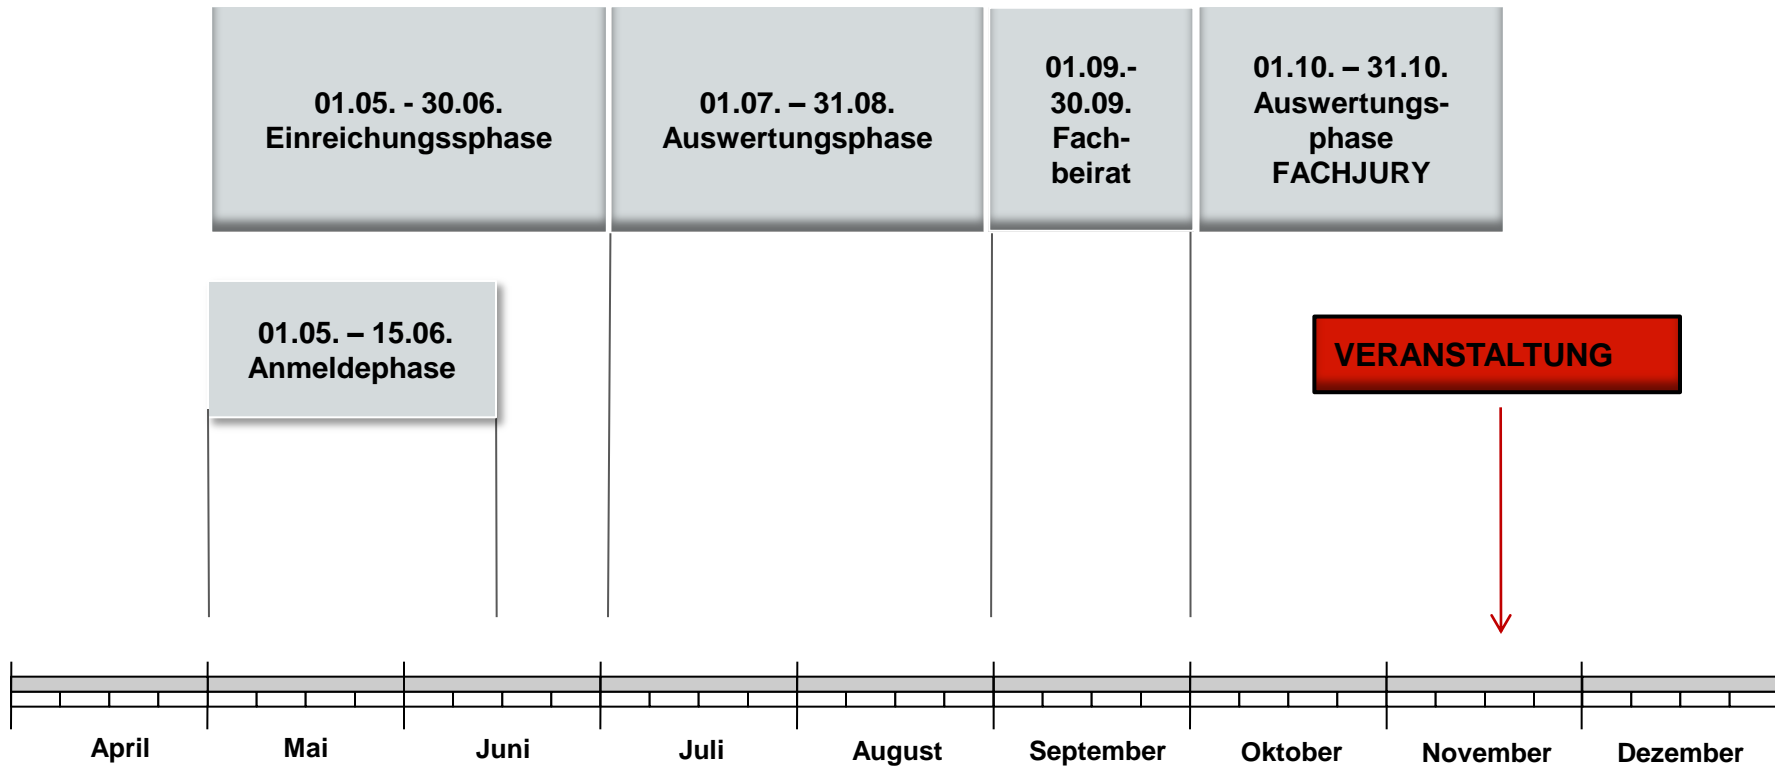 01.05. - 30.06.
Einreichungssphase
01.07. – 31.08.
Auswertungsphase
01.09.-
30.09.
Fach-
beirat
01.10. – 31.10.
Auswertungs-
phase
FACHJURY
01.05. – 15.06.
Anmeldephase
VERANSTALTUNG
April
Mai
Juni
Juli
August
September
Oktober
November
Dezember